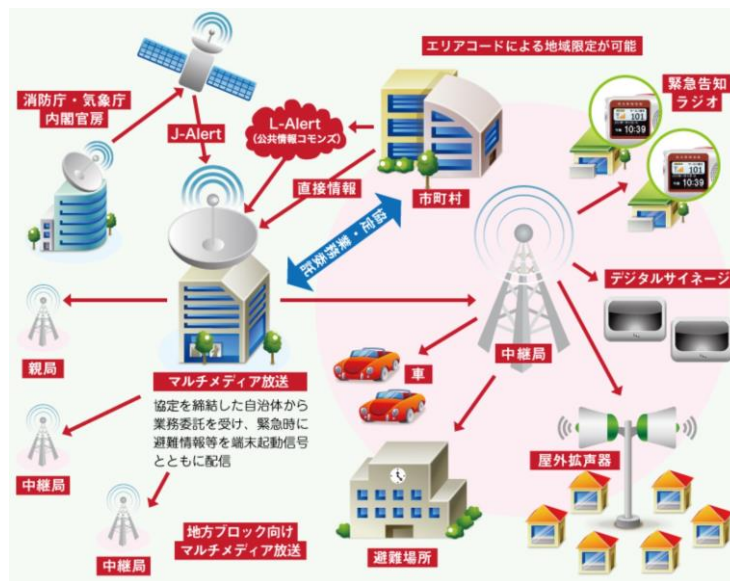 エリアコードによる地域限定が可能
消防庁・気象庁
内閣官房
J-Alert
L-Alert
(公共情報コモンズ)
直接情報
市町村
緊急告知
ラジオ
101
10:39
101
10:39
協定・業務委託
デジタルサイネージ
親局
マルチメディア放送
協定を締結した自治体から
業務委託を受け、緊急時に
避難情報等を端末起動信号
とともに配信
中継局
車
中継局
屋外拡声器
中継局
地方ブロック向け
マルチメディア放送
避難場所